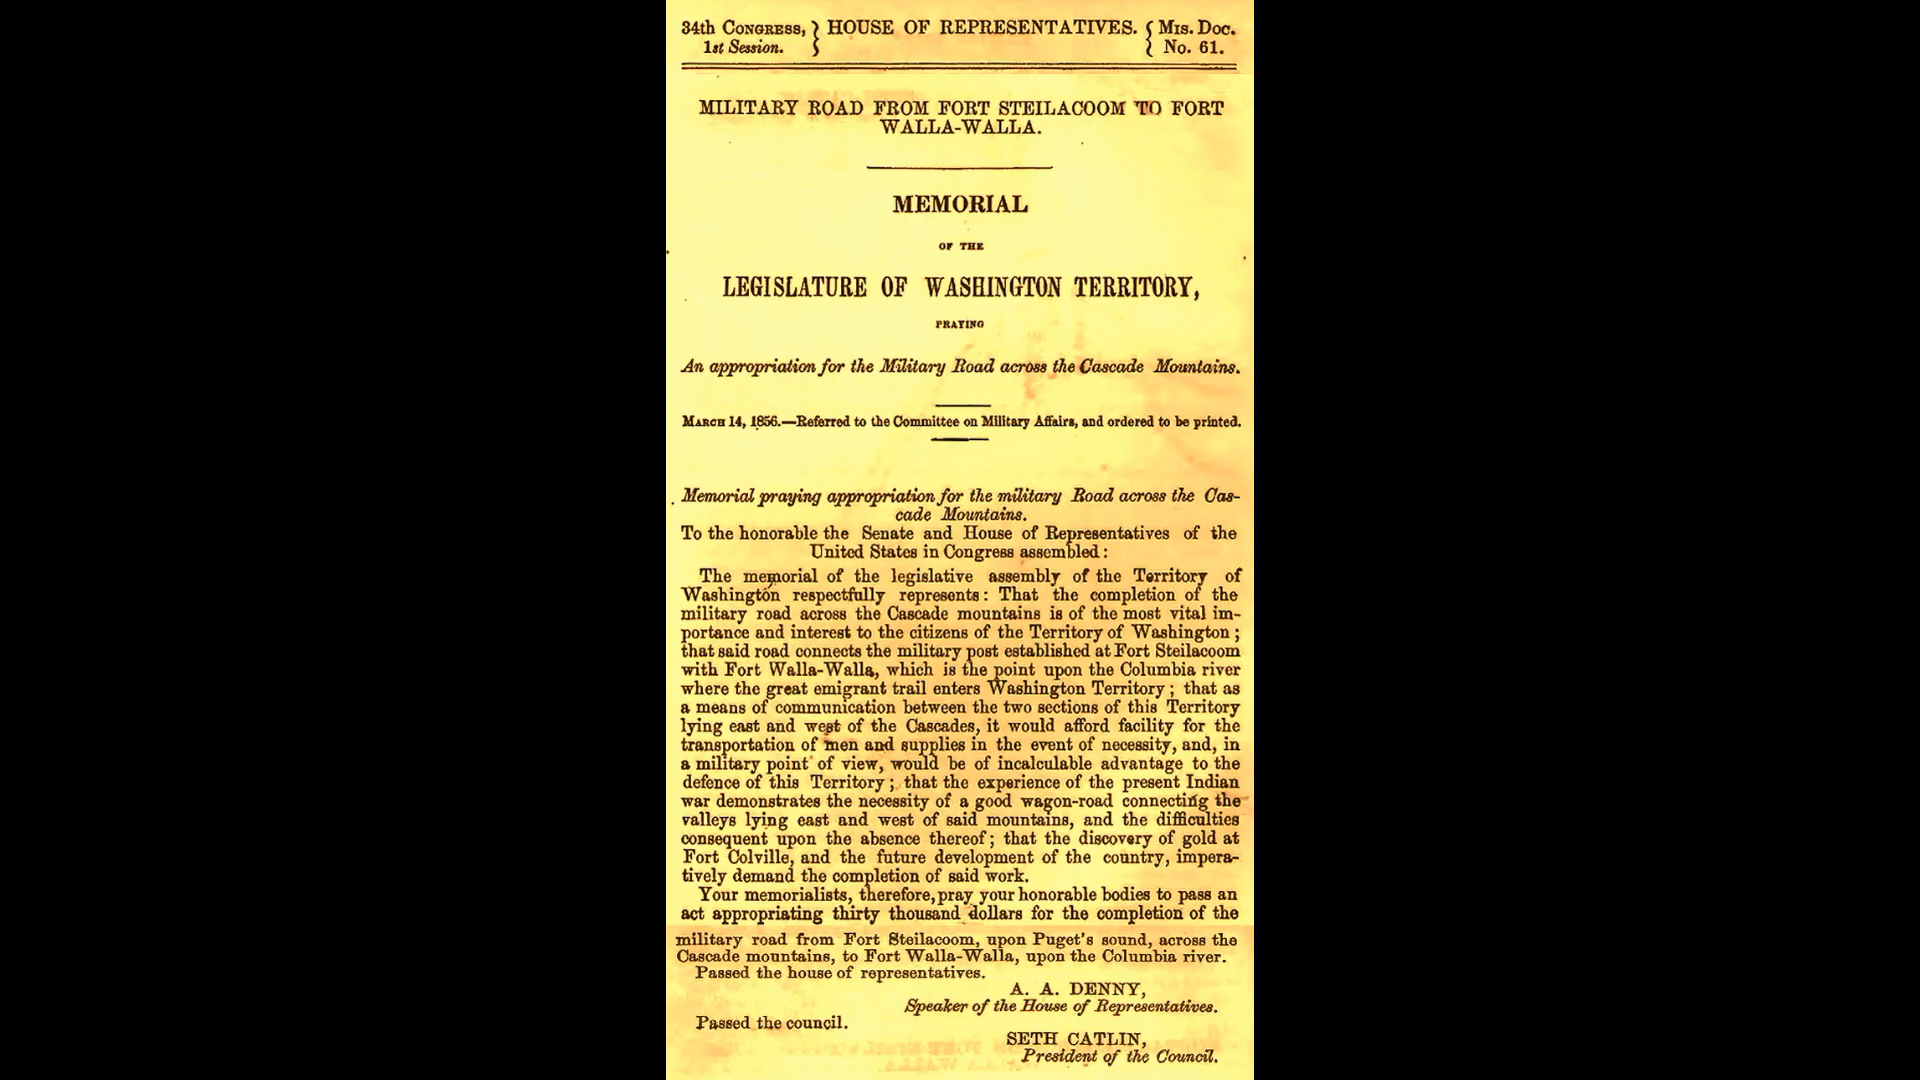 34th Congress, } HOUSE OF REPRESENTATIVES. { Mis. Doc.
1st Session. } { No. 61.
MILITARY ROAD FROM FORT STEILACOOM TO FORT
WALLA-WALLA.
MEMORIAL
OF THE
LEGISLATURE OF WASHINGTON TERRITORY,
PRAYING
An appropriation for the Military Road across the Cascade Mountains.
March 14, 1856.—Referred to the Committee on Military Affairs, and ordered to be printed.
Memorial praying appropriation for the military Road across the Cas-
cade Mountains.
To the honorable the Senate and House of Representatives of the
United States in Congress assembled:
The memorial of the legislative assembly of the Territory of
Washington respectfully represents: That the completion of the
military road across the Cascade mountains is of the most vital im-
portance and interest to the citizens of the Territory of Washington;
that said road connects the military post established at Fort Steilacoom
with Fort Walla-Walla, which is the point upon the Columbia river
where the great emigrant trail enters Washington Territory; that as
a means of communication between the two sections of this Territory
lying east and west of the Cascades, it would afford facility for the
transportation of men and supplies in the event of necessity, and, in
a military point of view, would be of incalculable advantage to the
defence of this Territory; that the experience of the present Indian
war demonstrates the necessity of a good wagon-road connecting the
valleys lying east and west of said mountains, and the difficulties
consequent upon the absence thereof; that the discovery of gold at
Fort Colville, and the future development of the country, impera-
tively demand the completion of said work.
Your memorialists, therefore, pray your honorable bodies to pass an
act appropriating thirty thousand dollars for the completion of the
military road from Fort Steilacoom, upon Puget's sound, across the
Cascade mountains, to Fort Walla-Walla, upon the Columbia river.
Passed the house of representatives.
A. A. DENNY,
Speaker of the House of Representatives.
Passed the council.
SETH CATLIN,
President of the Council.